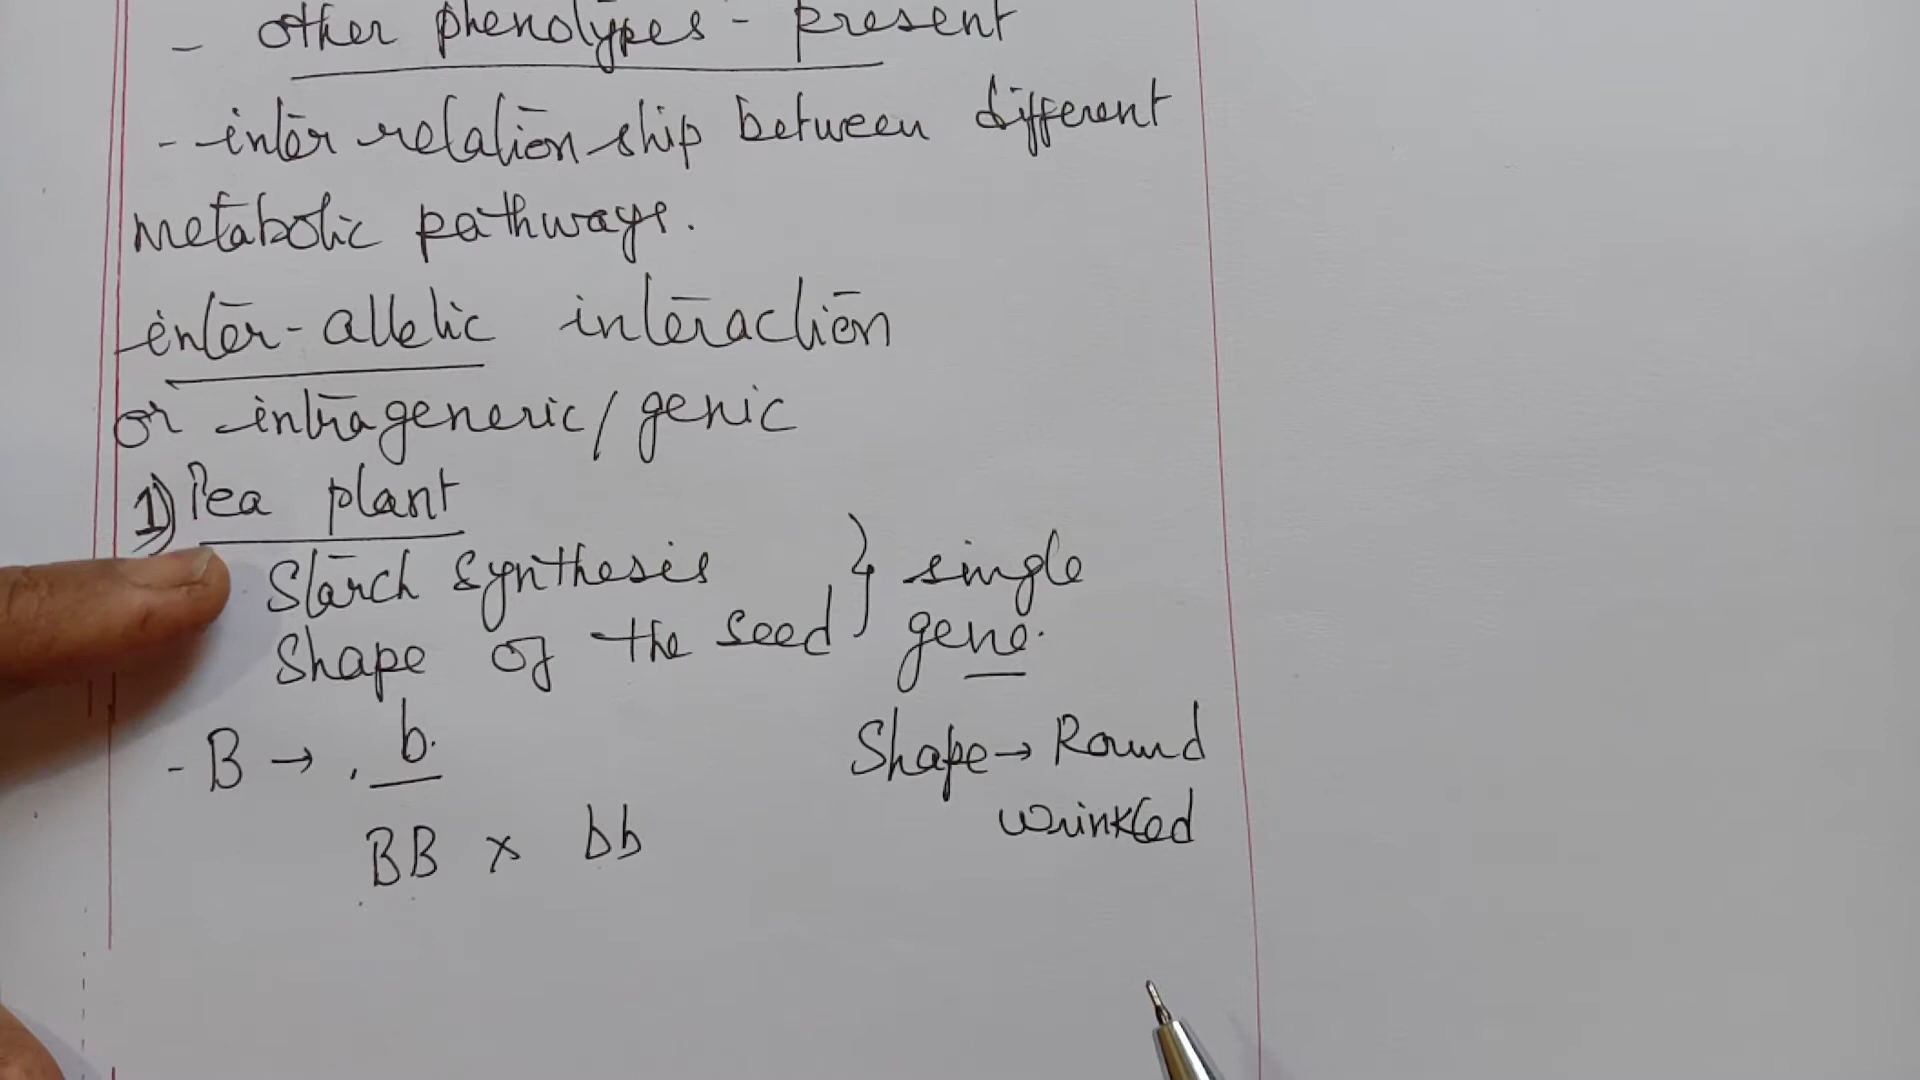 - other phenotypes - present
- inter relation ship between different
metabolic pathways.
inter-allelic interaction
or intrageneric/genic
1) Pea plant
Starch synthesis } single
Shape of the seed gene.
- B → . b.
Shape → Round
wrinkled
BB × bb